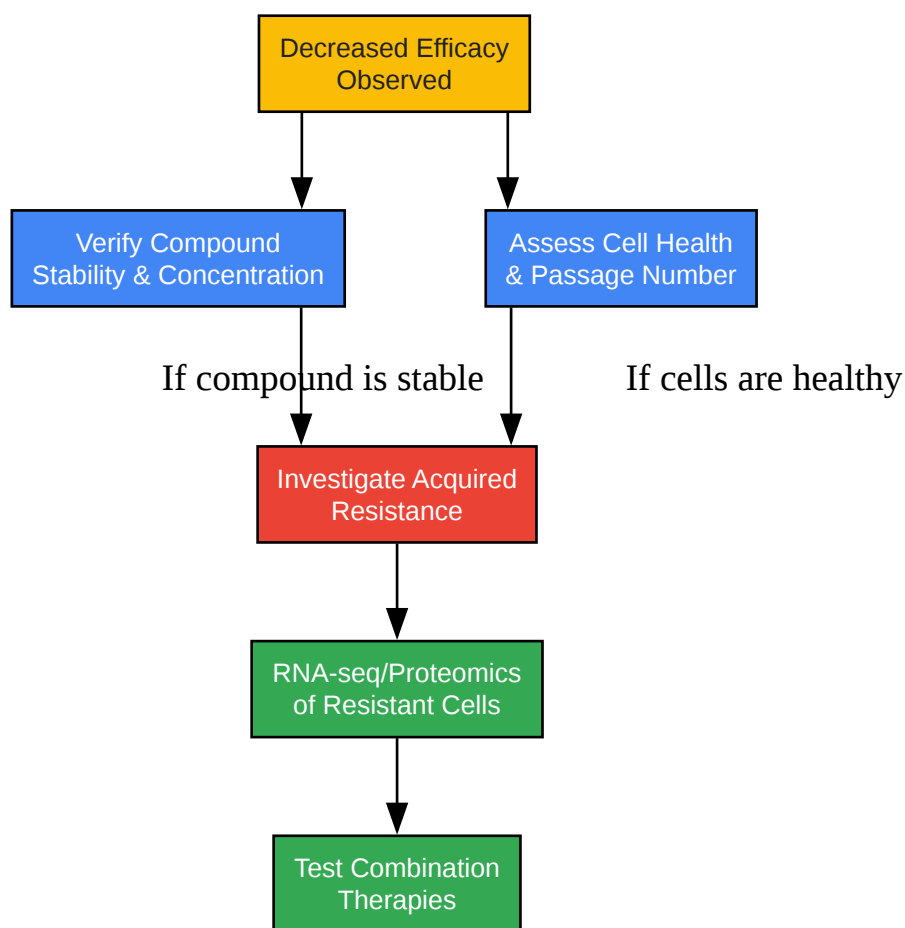 Decreased Efficacy
Observed
Verify Compound
Stability & Concentration
Assess Cell Health
& Passage Number
If compound is stable
If cells are healthy
Investigate Acquired
Resistance
RNA-seq/Proteomics
of Resistant Cells
Test Combination
Therapies